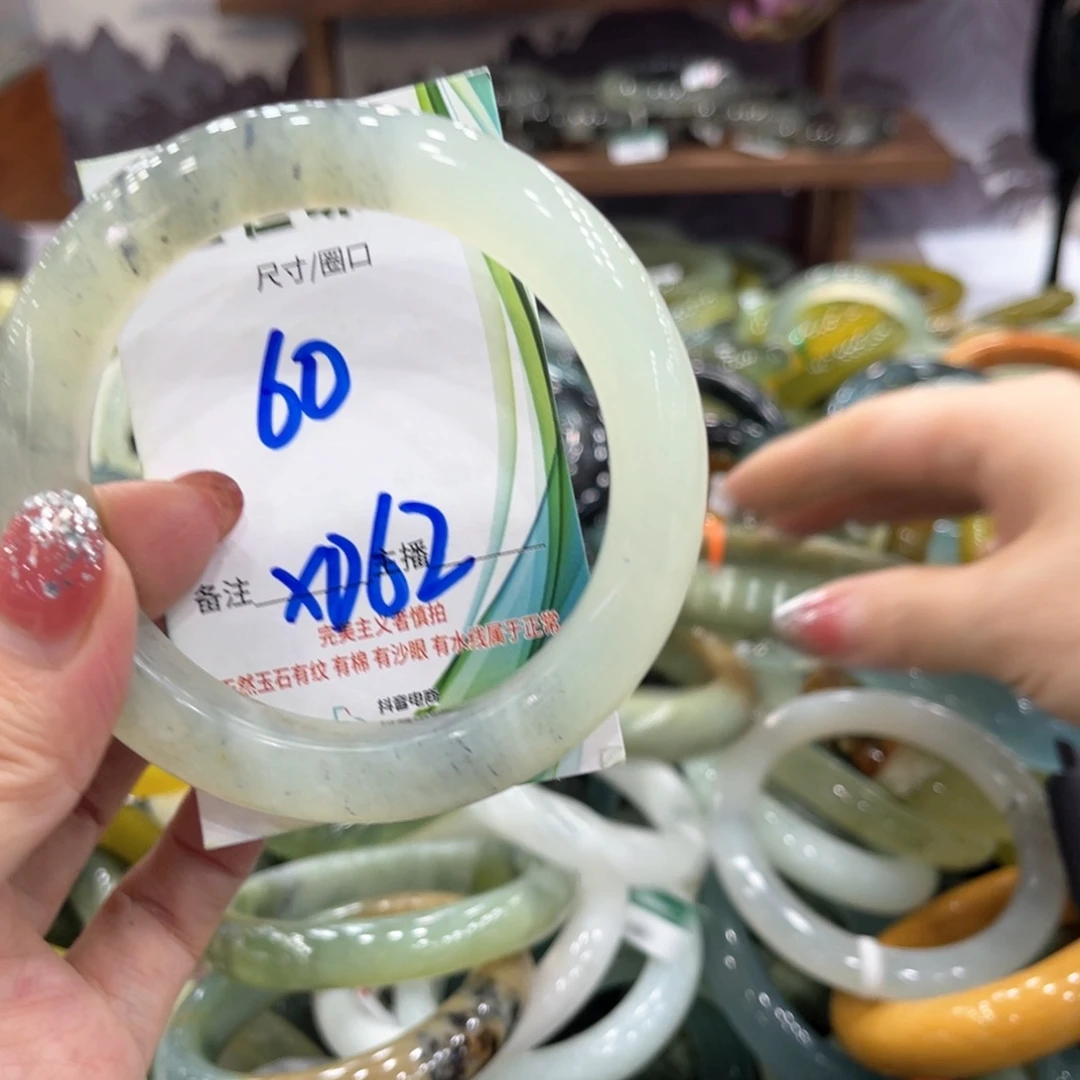 尺寸/圈口
60
XD62
备注 主播
完美主义者慎拍
天然玉石有纹 有棉 有沙眼 有水线属于正常
抖音电商